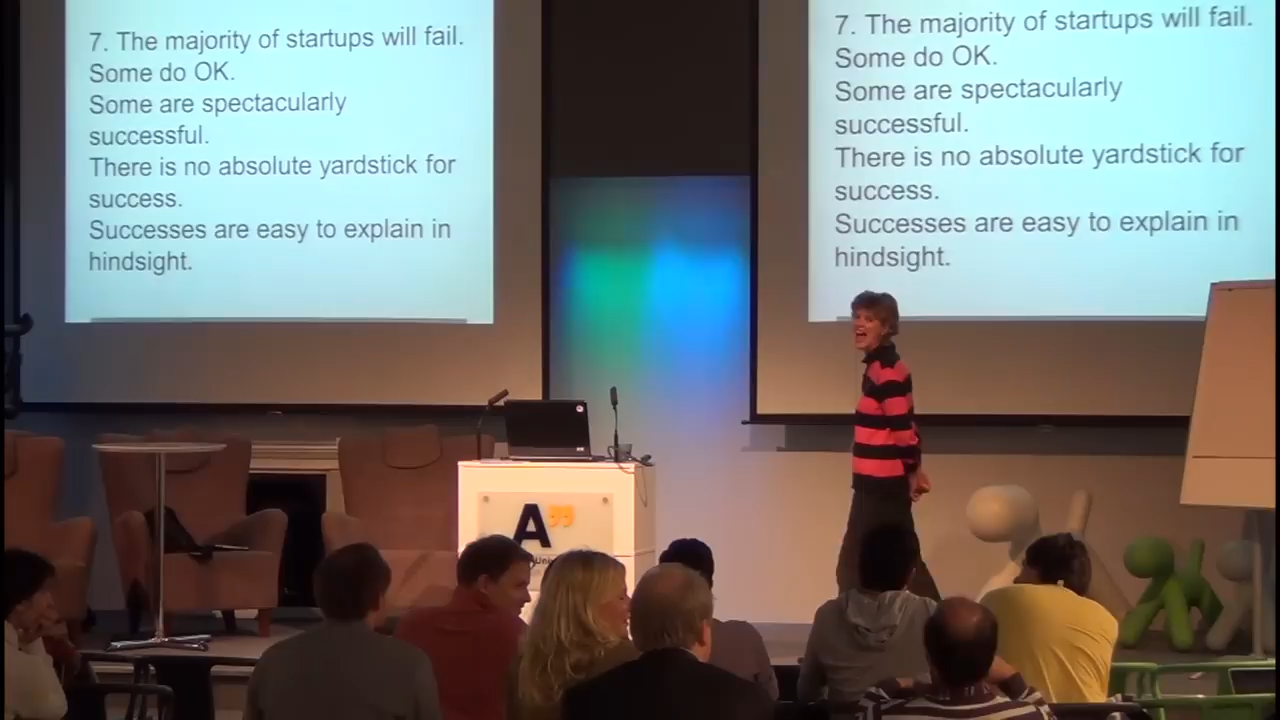 7. The majority of startups will fail.
Some do OK.
Some are spectacularly
successful.
There is no absolute yardstick for
success.
Successes are easy to explain in
hindsight.
7. The majority of startups will fail.
Some do OK.
Some are spectacularly
successful.
There is no absolute yardstick for
success.
Successes are easy to explain in
hindsight.
A"